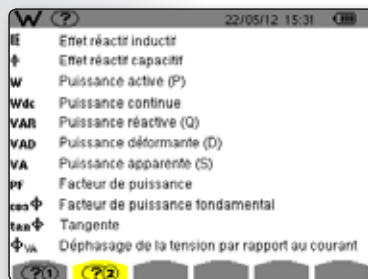 W (?) 22/05/12 15:31
Effet réactif inductif
Effet réactif capacitif
W Puissance active (P)
Wdc Puissance continue
VAR Puissance réactive (Q)
VAD Puissance déformante (D)
VA Puissance apparente (S)
PF Facteur de puissance
cos Φ Facteur de puissance fondamental
tan Φ Tangente
Φ VA Déphasage de la tension par rapport au courant
(?)1 (?)2